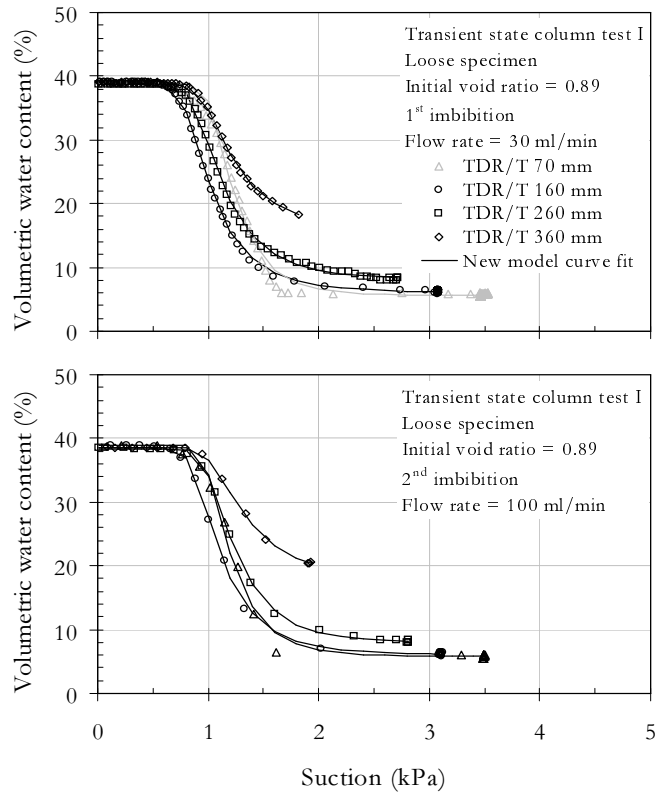 50
40
30
20
10
0
Volumetric water content (%)
Transient state column test I
Loose specimen
Initial void ratio = 0.89
1st imbibition
Flow rate = 30 ml/min
TDR/T 70 mm
TDR/T 160 mm
TDR/T 260 mm
TDR/T 360 mm
New model curve fit
50
40
30
20
10
0
Volumetric water content (%)
Transient state column test I
Loose specimen
Initial void ratio = 0.89
2nd imbibition
Flow rate = 100 ml/min
0 1 2 3 4 5
Suction (kPa)